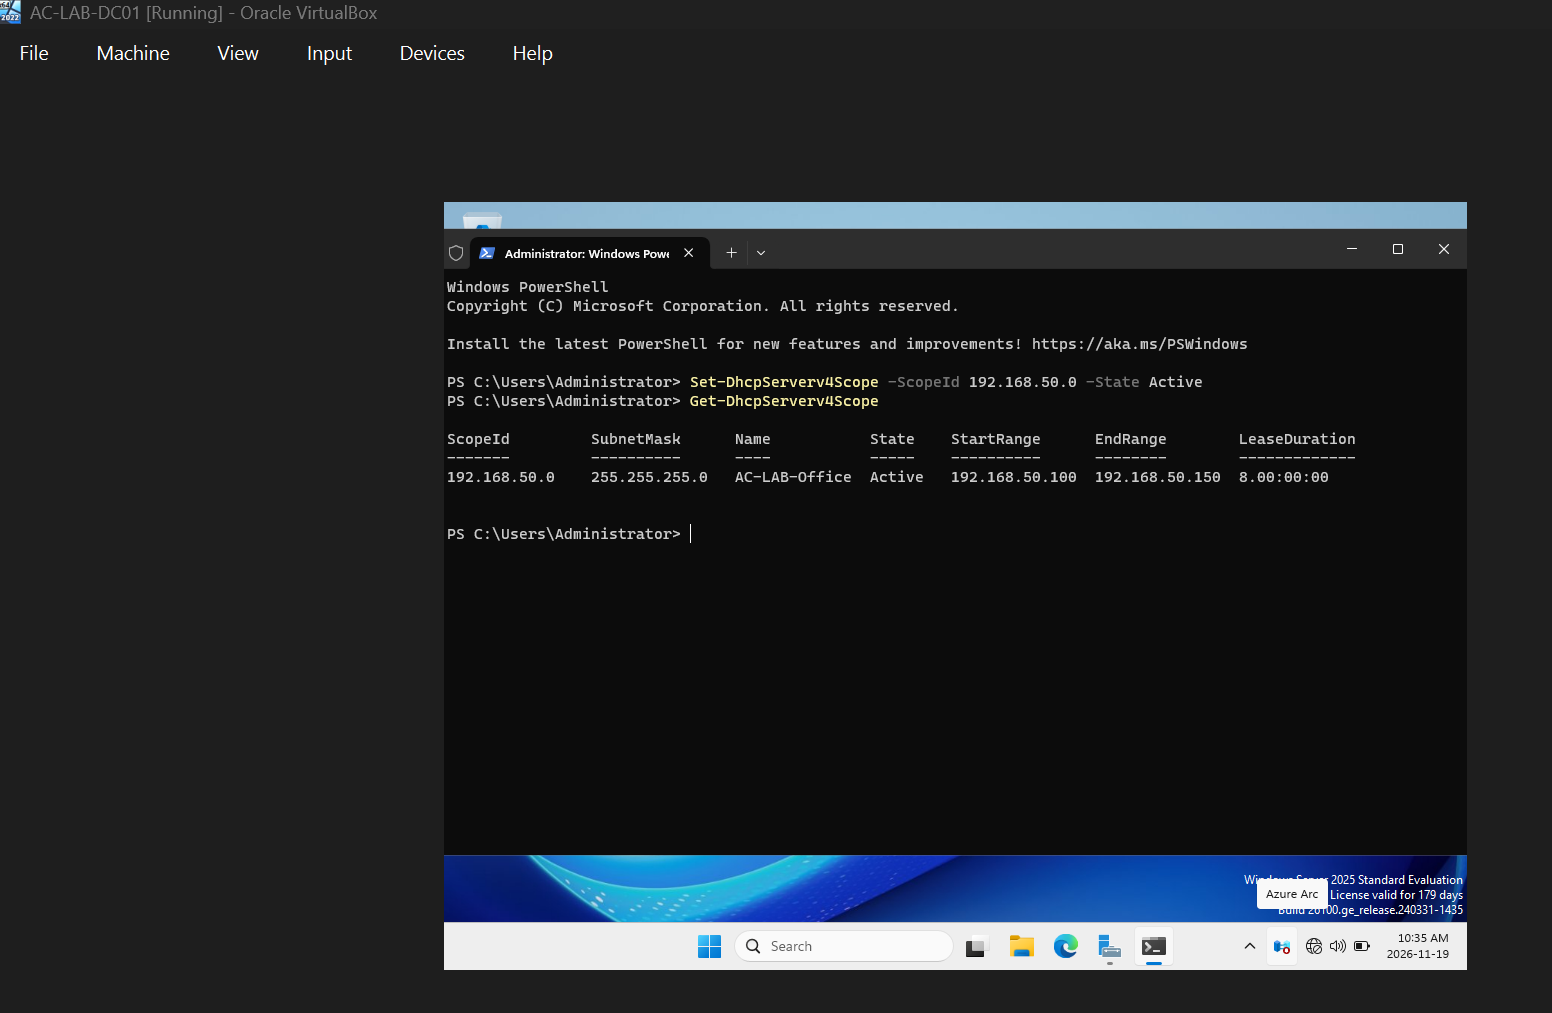 AC-LAB-DC01 [Running] - Oracle VirtualBox
File Machine View Input Devices Help
Administrator: Windows Powe
Windows PowerShell
Copyright (C) Microsoft Corporation. All rights reserved.
Install the latest PowerShell for new features and improvements! https://aka.ms/PSWindows
PS C:\Users\Administrator> Set-DhcpServerv4Scope -ScopeId 192.168.50.0 -State Active
PS C:\Users\Administrator> Get-DhcpServerv4Scope
ScopeId SubnetMask Name State StartRange EndRange LeaseDuration
------- ---------- ---- ----- ---------- -------- -------------
192.168.50.0 255.255.255.0 AC-LAB-Office Active 192.168.50.100 192.168.50.150 8.00:00:00
PS C:\Users\Administrator>
2025 Standard Evaluation
Azure Arc
License valid for 179 days
.ge_release.240331-1435
Search
10:35 AM
2026-11-19